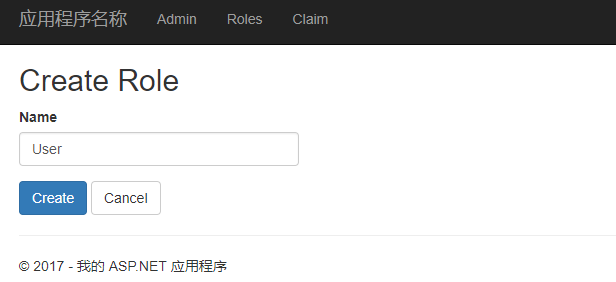 应用程序名称 Admin Roles Claim
Create Role
Name
User
Create Cancel
© 2017 - 我的 ASP.NET 应用程序